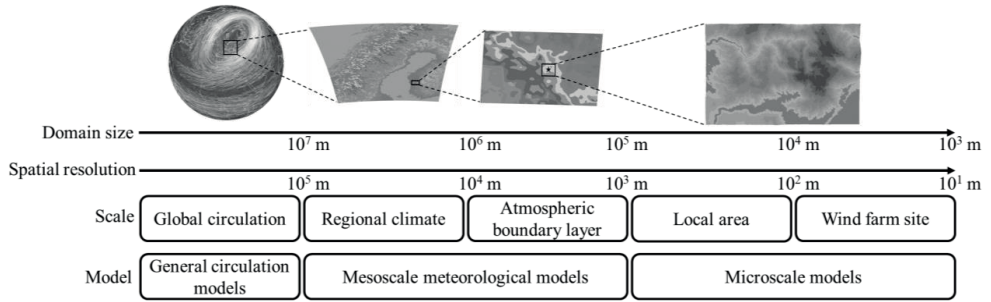 Domain size
10⁷ m 10⁶ m 10⁵ m 10⁴ m 10³ m
Spatial resolution
10⁵ m 10⁴ m 10³ m 10² m 10¹ m
Scale
Global circulation
Regional climate
Atmospheric
boundary layer
Local area
Wind farm site
Model
General circulation
models
Mesoscale meteorological models
Microscale models